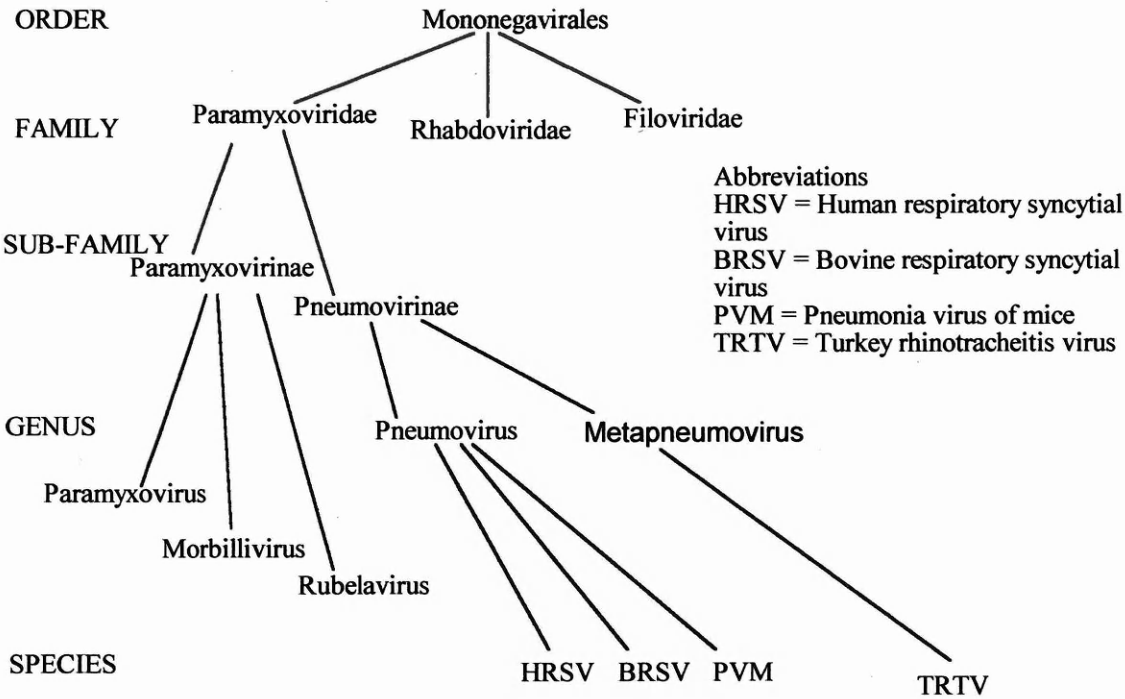 ORDER
Mononegavirales
FAMILY
Paramyxoviridae
Rhabdoviridae
Filoviridae
Abbreviations
HRSV = Human respiratory syncytial
virus
BRSV = Bovine respiratory syncytial
virus
PVM = Pneumonia virus of mice
TRTV = Turkey rhinotracheitis virus
SUB-FAMILY
Paramyxovirinae
Pneumovirinae
GENUS
Pneumovirus
Metapneumovirus
Paramyxovirus
Morbillivirus
Rubelavirus
SPECIES
HRSV
BRSV
PVM
TRTV